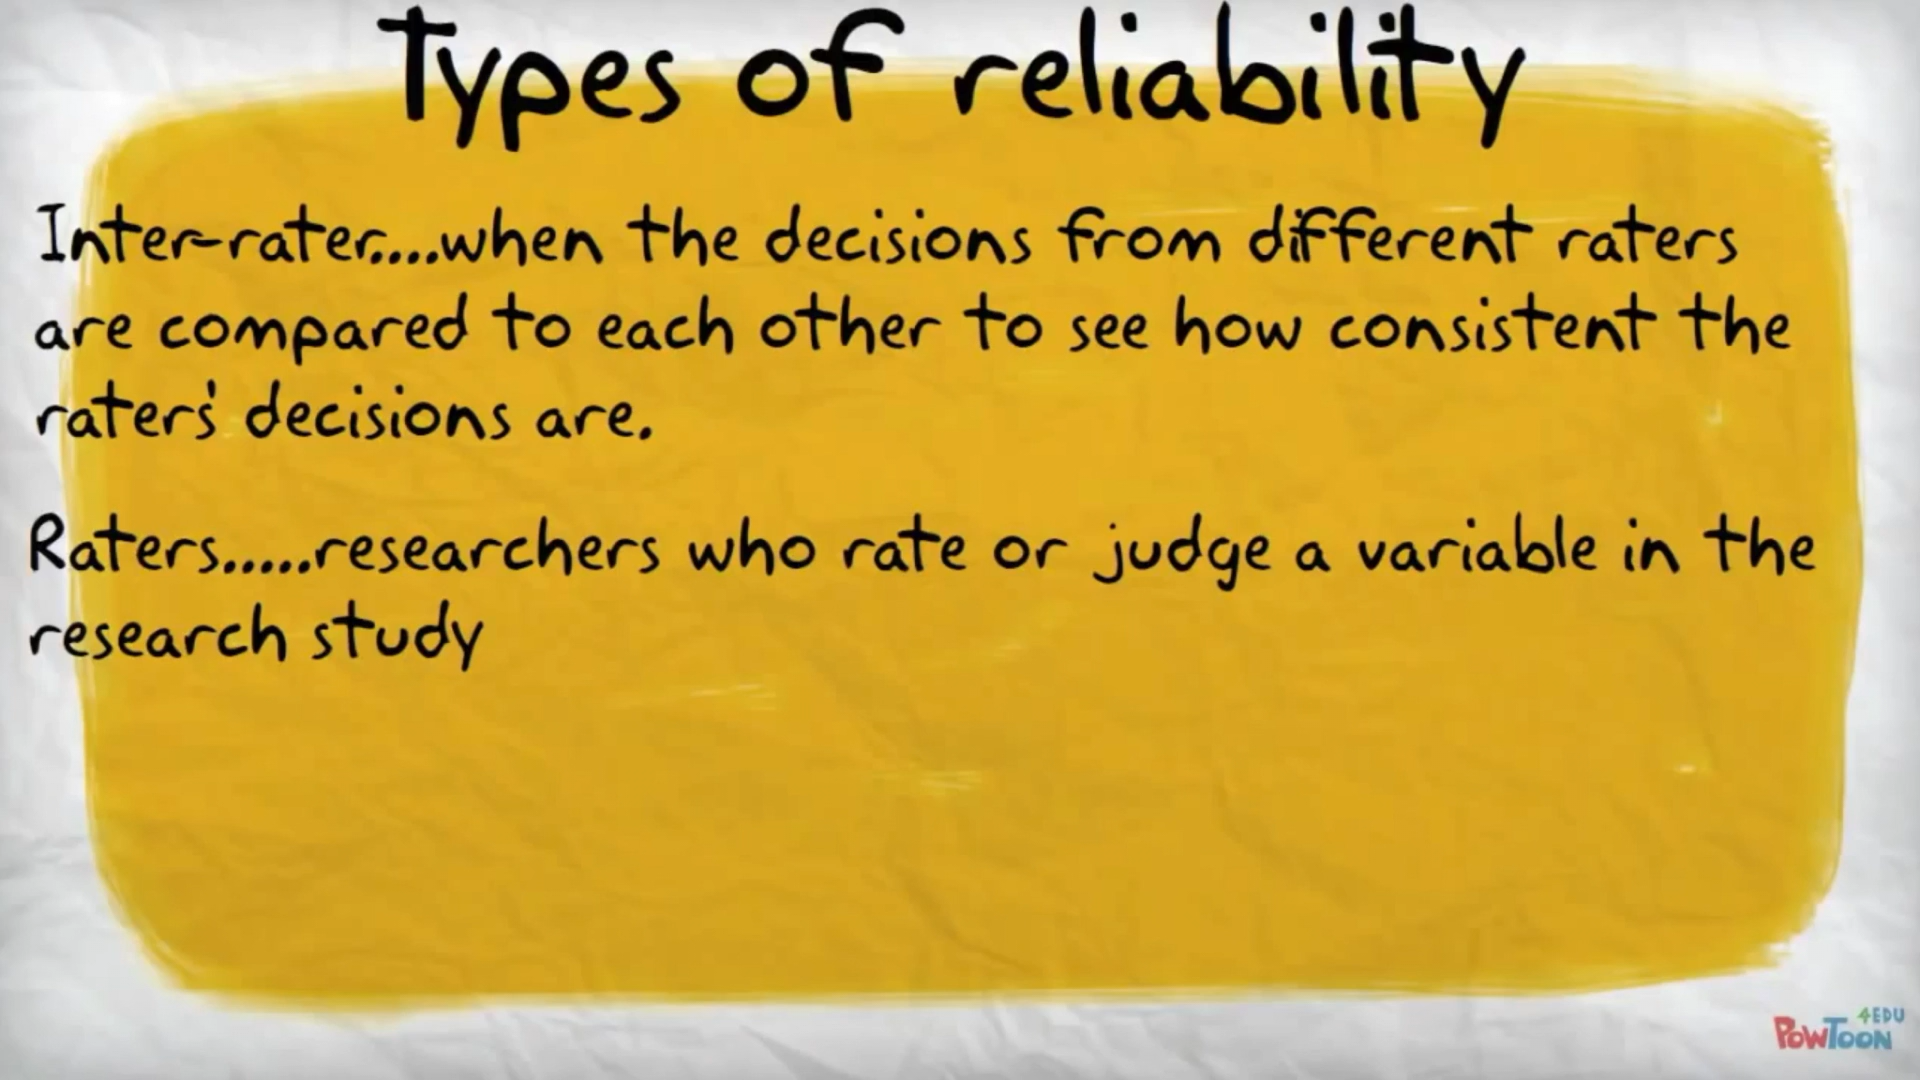 Types of reliability
Inter-rater....when the decisions from different raters
are compared to each other to see how consistent the
raters' decisions are.
Raters.....researchers who rate or judge a variable in the
research study
4EDU
POWTOON